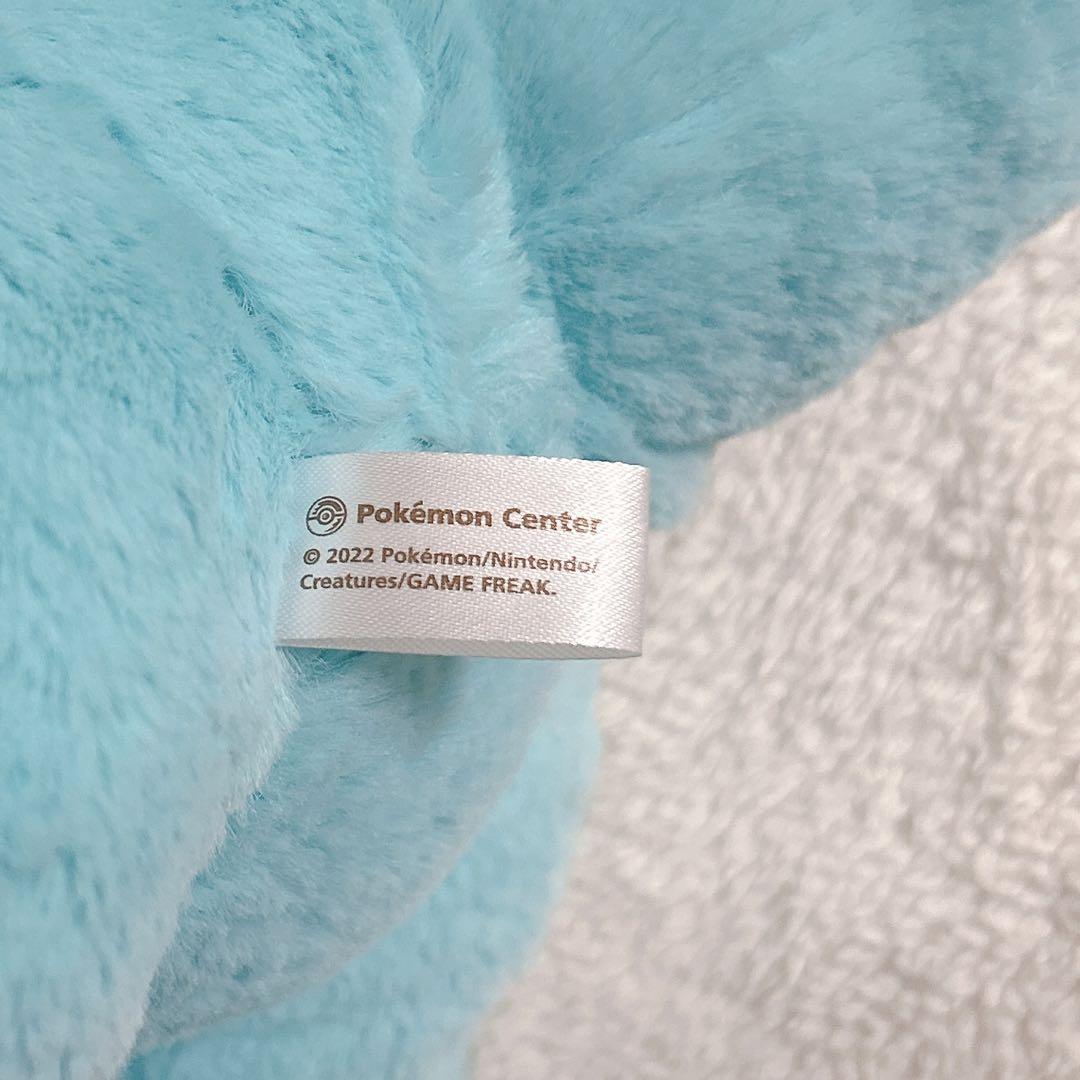 Pokémon Center
© 2022 Pokémon/Nintendo/
Creatures/GAME FREAK.